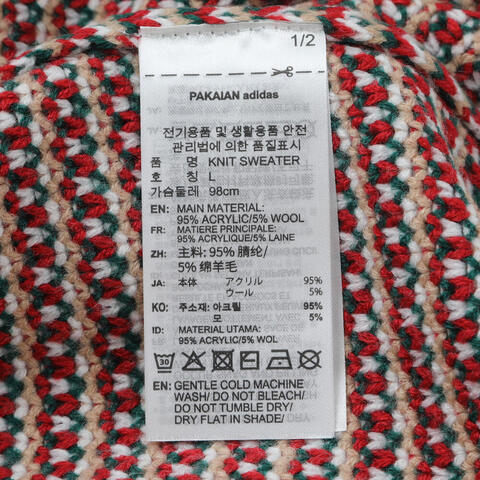 1/2
PAKAIAN adidas
전기용품 및 생활용품 안전
관리법에 의한 품질표시
품 명 KNIT SWEATER
호 칭 L
가슴둘레 98cm
EN: MAIN MATERIAL:
95% ACRYLIC/5% WOOL
FR: MATIERE PRINCIPALE:
95% ACRYLIQUE/5% LAINE
ZH: 主料: 95% 腈纶/
5% 绵羊毛
JA: 本体 アクリル 95%
ウール 5%
KO: 주소재: 아크릴 95%
모 5%
ID: MATERIAL UTAMA:
95% ACRYLIC/5% WOOL
30
EN: GENTLE COLD MACHINE
WASH/ DO NOT BLEACH/
DO NOT TUMBLE DRY/
DRY FLAT IN SHADE/